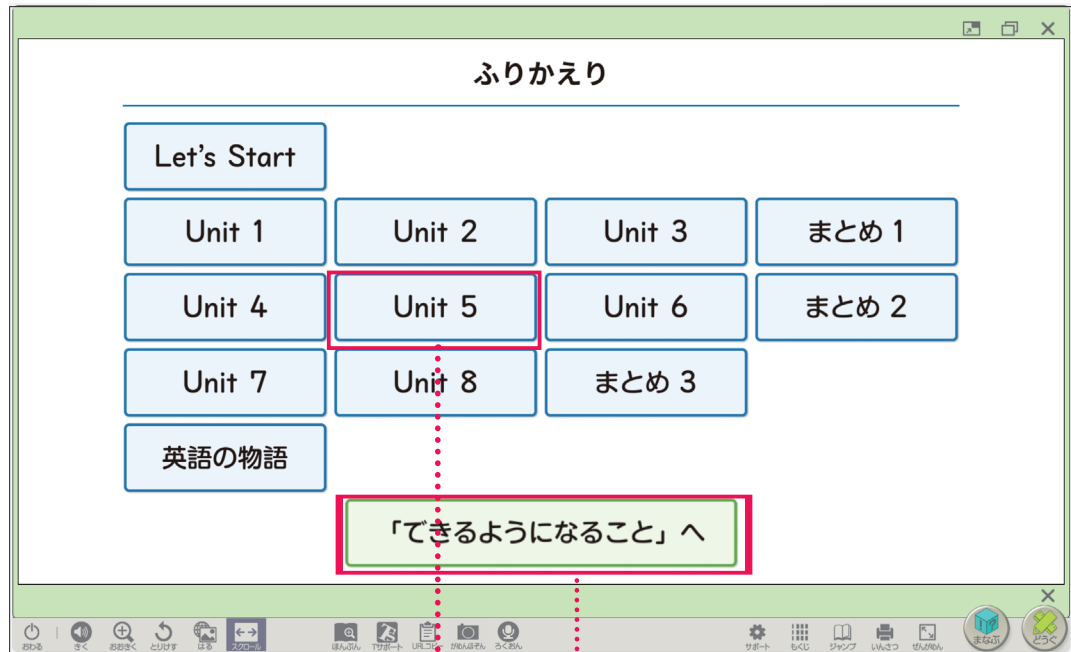 ふりかえり
Let's Start
Unit 1 Unit 2 Unit 3 まとめ 1
Unit 4 Unit 5 Unit 6 まとめ 2
Unit 7 Unit 8 まとめ 3
英語の物語
「できるようになること」へ
おわる きく おおきく とりけす はる スクロール ほんぶん Tサポート URLコピー がめんほぞん ろくおん サポート もくじ ジャンプ いんさつ ぜんがめん まなぶ どうぐ